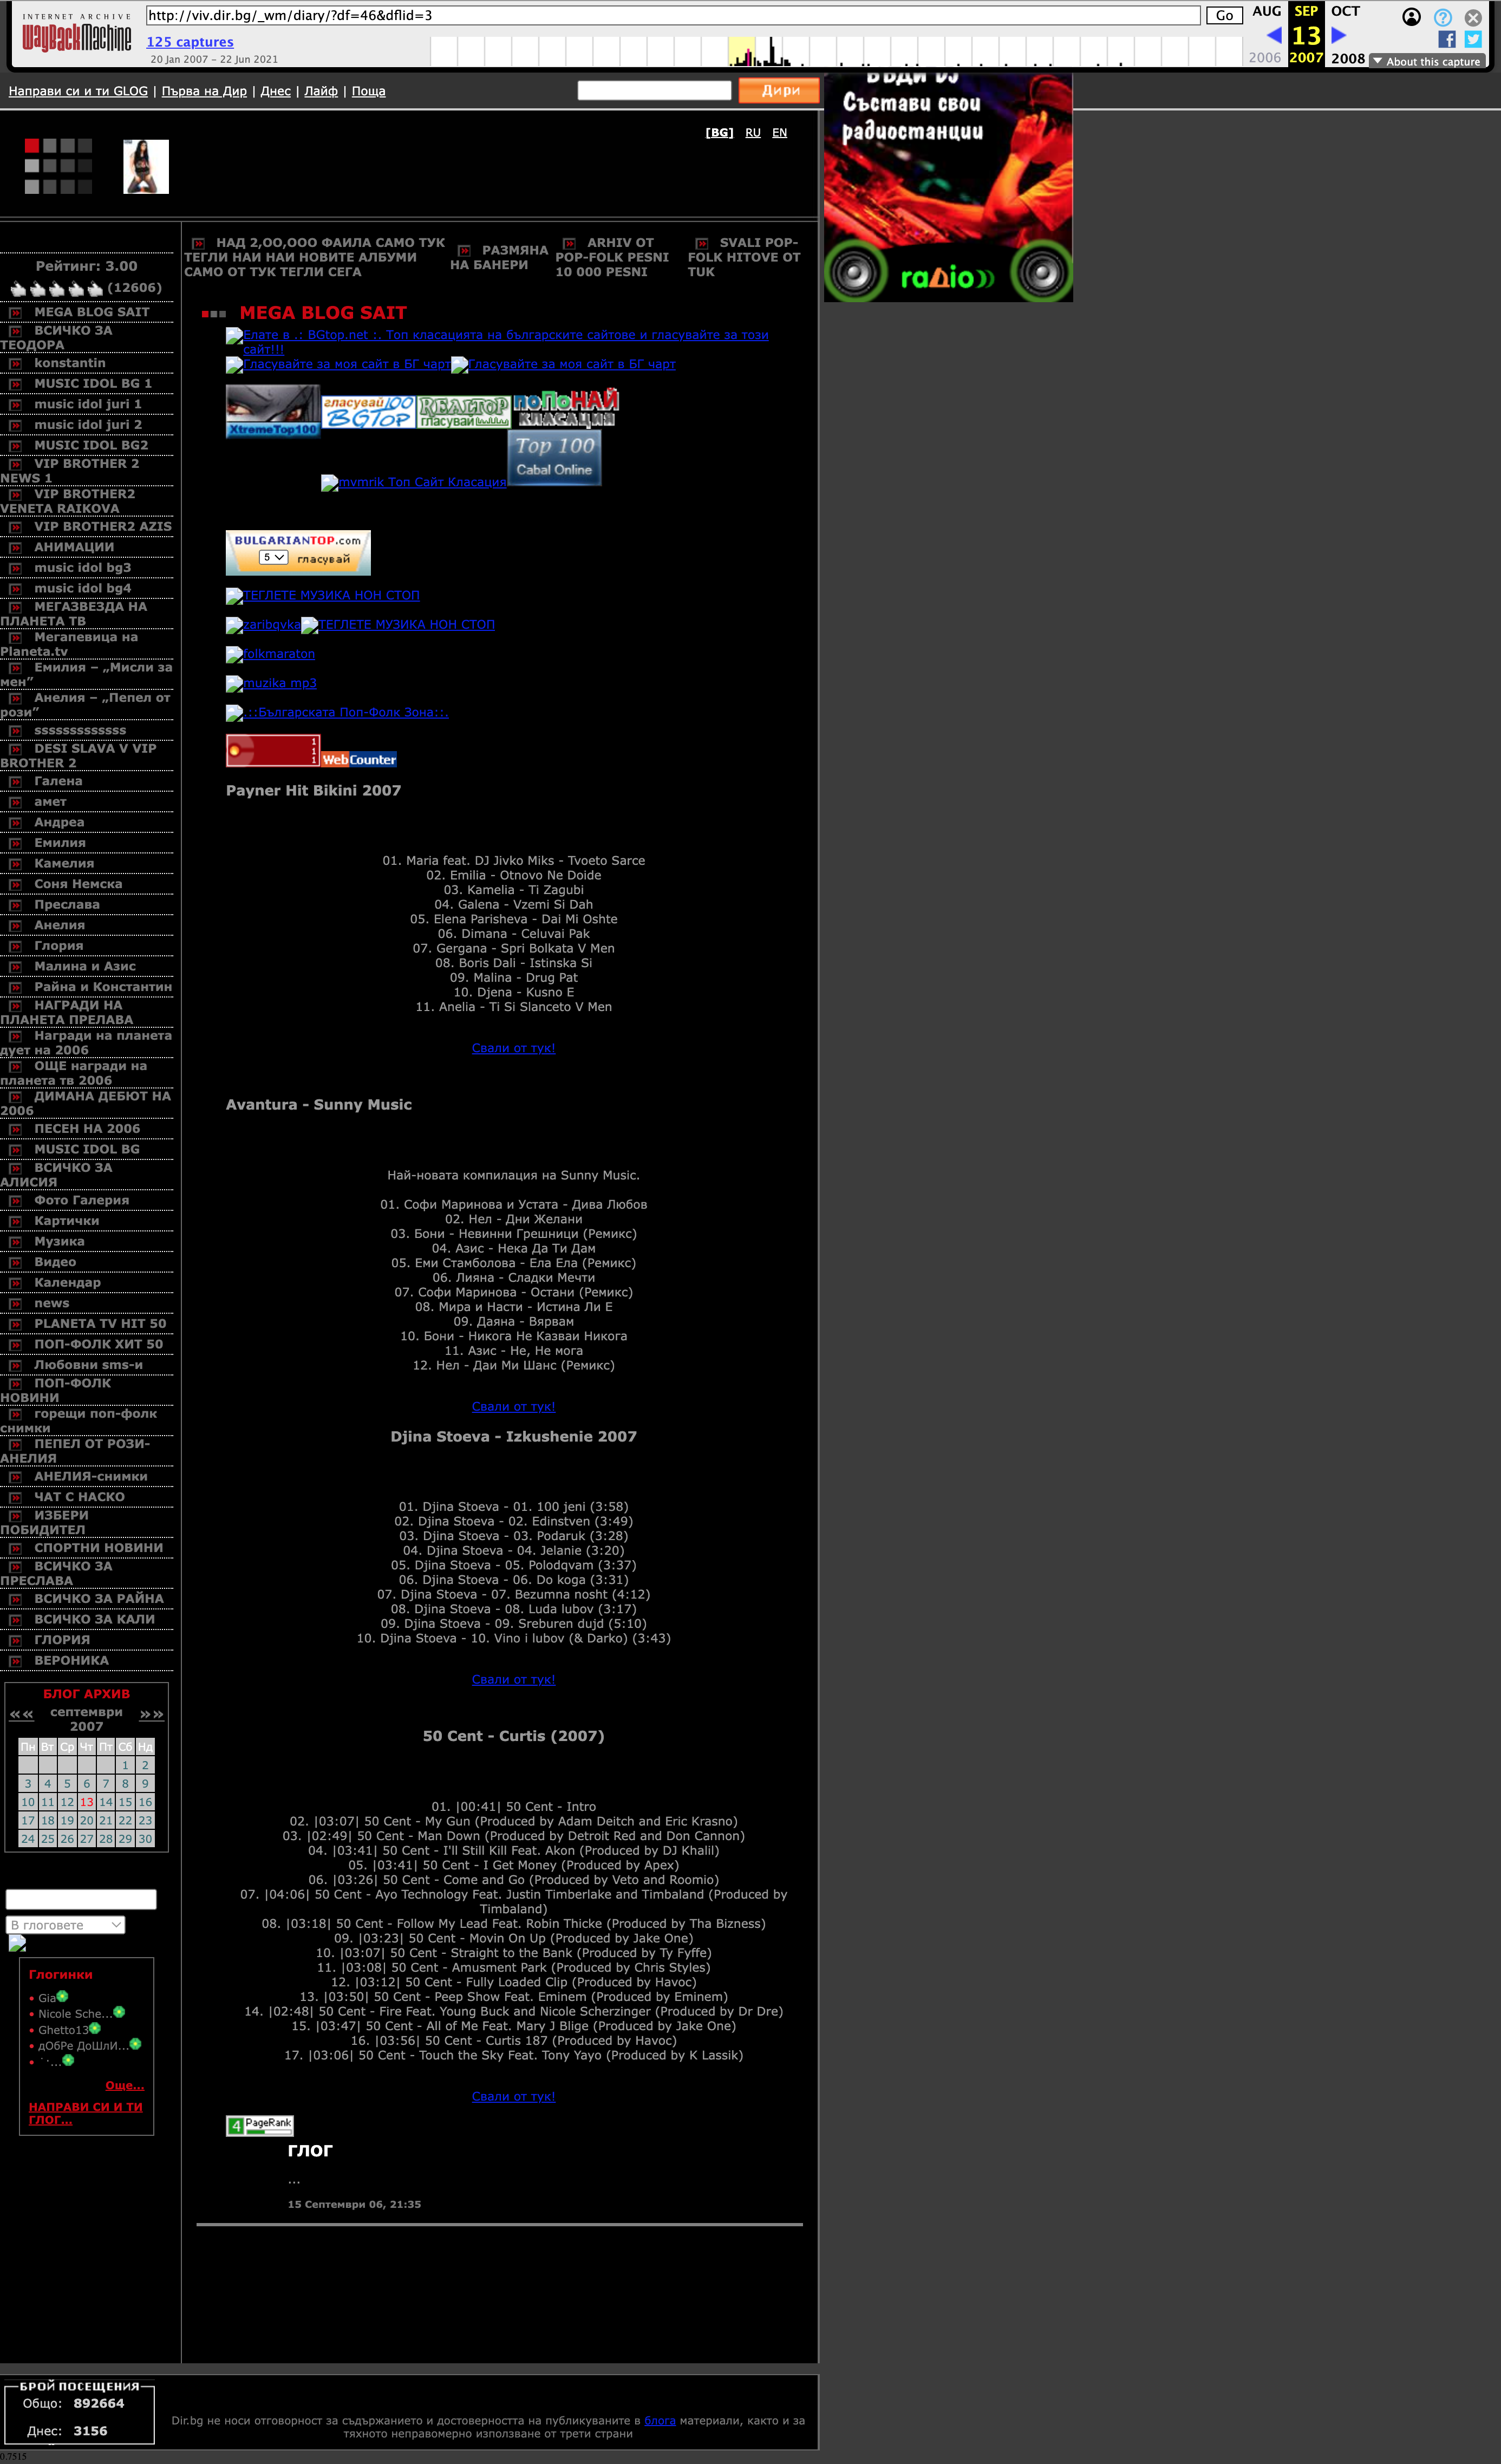 INTERNET ARCHIVE
WayBackMachine
http://viv.dir.bg/_wm/diary/?df=46&dflid=3
Go
AUG SEP OCT
125 captures
13
20 Jan 2007 – 22 Jun 2021
2006 2007 2008
About this capture
Направи си и ти GLOG | Първа на Дир | Днес | Лайф | Поща
Дири
БЪДИ DJ
Състави свои
радиостанции
radio
[BG] RU EN
НАД 2,ОО,ООО ФАИЛА САМО ТУК
ТЕГЛИ НАИ НАИ НОВИТЕ АЛБУМИ
САМО ОТ ТУК ТЕГЛИ СЕГА
РАЗМЯНА
НА БАНЕРИ
ARHIV OT
POP-FOLK PESNI
10 000 PESNI
SVALI POP-
FOLK HITOVE OT
TUK
Рейтинг: 3.00
(12606)
MEGA BLOG SAIT
ВСИЧКО ЗА
ТЕОДОРА
konstantin
MUSIC IDOL BG 1
music idol juri 1
music idol juri 2
MUSIC IDOL BG2
VIP BROTHER 2
NEWS 1
VIP BROTHER2
VENETA RAIKOVA
VIP BROTHER2 AZIS
АНИМАЦИИ
music idol bg3
music idol bg4
МЕГАЗВЕЗДА НА
ПЛАНЕТА ТВ
Мегапевица на
Planeta.tv
Емилия – „Мисли за
мен”
Анелия – „Пепел от
рози”
sssssssssssss
DESI SLAVA V VIP
BROTHER 2
Галена
амет
Андреа
Емилия
Камелия
Соня Немска
Преслава
Анелия
Глория
Малина и Азис
Райна и Константин
НАГРАДИ НА
ПЛАНЕТА ПРЕЛАВА
Награди на планета
дует на 2006
ОЩЕ награди на
планета тв 2006
ДИМАНА ДЕБЮТ НА
2006
ПЕСЕН НА 2006
MUSIC IDOL BG
ВСИЧКО ЗА
АЛИСИЯ
Фото Галерия
Картички
Музика
Видео
Календар
news
PLANETA TV HIT 50
ПОП-ФОЛК ХИТ 50
Любовни sms-и
ПОП-ФОЛК
НОВИНИ
горещи поп-фолк
снимки
ПЕПЕЛ ОТ РОЗИ-
АНЕЛИЯ
АНЕЛИЯ-снимки
ЧАТ С НАСКО
ИЗБЕРИ
ПОБИДИТЕЛ
СПОРТНИ НОВИНИ
ВСИЧКО ЗА
ПРЕСЛАВА
ВСИЧКО ЗА РАЙНА
ВСИЧКО ЗА КАЛИ
ГЛОРИЯ
ВЕРОНИКА
БЛОГ АРХИВ
«« септември »»
2007
Пн Вт Ср Чт Пт Сб Нд
1 2
3 4 5 6 7 8 9
10 11 12 13 14 15 16
17 18 19 20 21 22 23
24 25 26 27 28 29 30
В глоговете
Глогинки
Gia
Nicole Sche...
Ghetto13
дОбРе ДоШлИ...
˙·...
Още...
НАПРАВИ СИ И ТИ
ГЛОГ...
MEGA BLOG SAIT
Елате в .: BGtop.net :. Топ класацията на българските сайтове и гласувайте за този
сайт!!!
Гласувайте за моя сайт в БГ чарт Гласувайте за моя сайт в БГ чарт
XtremeTop100
гласувай 100
BGTOP
REALTOP
гласувай
поПоНАЙ
КЛАСАЦИЯ
mvmrik Топ Сайт Класация
Top 100
Cabal Online
BULGARIANTOP.com
5 гласувай
ТЕГЛЕТЕ МУЗИКА НОН СТОП
zaribqvka ТЕГЛЕТЕ МУЗИКА НОН СТОП
folkmaraton
muzika mp3
.::Българската Поп-Фолк Зона::.
1
1
1
WebCounter
Payner Hit Bikini 2007
01. Maria feat. DJ Jivko Miks - Tvoeto Sarce
02. Emilia - Otnovo Ne Doide
03. Kamelia - Ti Zagubi
04. Galena - Vzemi Si Dah
05. Elena Parisheva - Dai Mi Oshte
06. Dimana - Celuvai Pak
07. Gergana - Spri Bolkata V Men
08. Boris Dali - Istinska Si
09. Malina - Drug Pat
10. Djena - Kusno E
11. Anelia - Ti Si Slanceto V Men
Свали от тук!
Avantura - Sunny Music
Най-новата компилация на Sunny Music.
01. Софи Маринова и Устата - Дива Любов
02. Нел - Дни Желани
03. Бони - Невинни Грешници (Ремикс)
04. Азис - Нека Да Ти Дам
05. Еми Стамболова - Ела Ела (Ремикс)
06. Лияна - Сладки Мечти
07. Софи Маринова - Остани (Ремикс)
08. Мира и Насти - Истина Ли Е
09. Даяна - Вярвам
10. Бони - Никога Не Казваи Никога
11. Азис - Не, Не мога
12. Нел - Даи Ми Шанс (Ремикс)
Свали от тук!
Djina Stoeva - Izkushenie 2007
01. Djina Stoeva - 01. 100 jeni (3:58)
02. Djina Stoeva - 02. Edinstven (3:49)
03. Djina Stoeva - 03. Podaruk (3:28)
04. Djina Stoeva - 04. Jelanie (3:20)
05. Djina Stoeva - 05. Polodqvam (3:37)
06. Djina Stoeva - 06. Do koga (3:31)
07. Djina Stoeva - 07. Bezumna nosht (4:12)
08. Djina Stoeva - 08. Luda lubov (3:17)
09. Djina Stoeva - 09. Sreburen dujd (5:10)
10. Djina Stoeva - 10. Vino i lubov (& Darko) (3:43)
Свали от тук!
50 Cent - Curtis (2007)
01. |00:41| 50 Cent - Intro
02. |03:07| 50 Cent - My Gun (Produced by Adam Deitch and Eric Krasno)
03. |02:49| 50 Cent - Man Down (Produced by Detroit Red and Don Cannon)
04. |03:41| 50 Cent - I'll Still Kill Feat. Akon (Produced by DJ Khalil)
05. |03:41| 50 Cent - I Get Money (Produced by Apex)
06. |03:26| 50 Cent - Come and Go (Produced by Veto and Roomio)
07. |04:06| 50 Cent - Ayo Technology Feat. Justin Timberlake and Timbaland (Produced by
Timbaland)
08. |03:18| 50 Cent - Follow My Lead Feat. Robin Thicke (Produced by Tha Bizness)
09. |03:23| 50 Cent - Movin On Up (Produced by Jake One)
10. |03:07| 50 Cent - Straight to the Bank (Produced by Ty Fyffe)
11. |03:08| 50 Cent - Amusment Park (Produced by Chris Styles)
12. |03:12| 50 Cent - Fully Loaded Clip (Produced by Havoc)
13. |03:50| 50 Cent - Peep Show Feat. Eminem (Produced by Eminem)
14. |02:48| 50 Cent - Fire Feat. Young Buck and Nicole Scherzinger (Produced by Dr Dre)
15. |03:47| 50 Cent - All of Me Feat. Mary J Blige (Produced by Jake One)
16. |03:56| 50 Cent - Curtis 187 (Produced by Havoc)
17. |03:06| 50 Cent - Touch the Sky Feat. Tony Yayo (Produced by K Lassik)
Свали от тук!
4 PageRank
ГЛОГ
...
15 Септември 06, 21:35
БРОЙ ПОСЕЩЕНИЯ
Общо: 892664
Днес: 3156
Dir.bg не носи отговорност за съдържанието и достоверността на публикуваните в блога материали, както и за
тяхното неправомерно използване от трети страни
0.7515